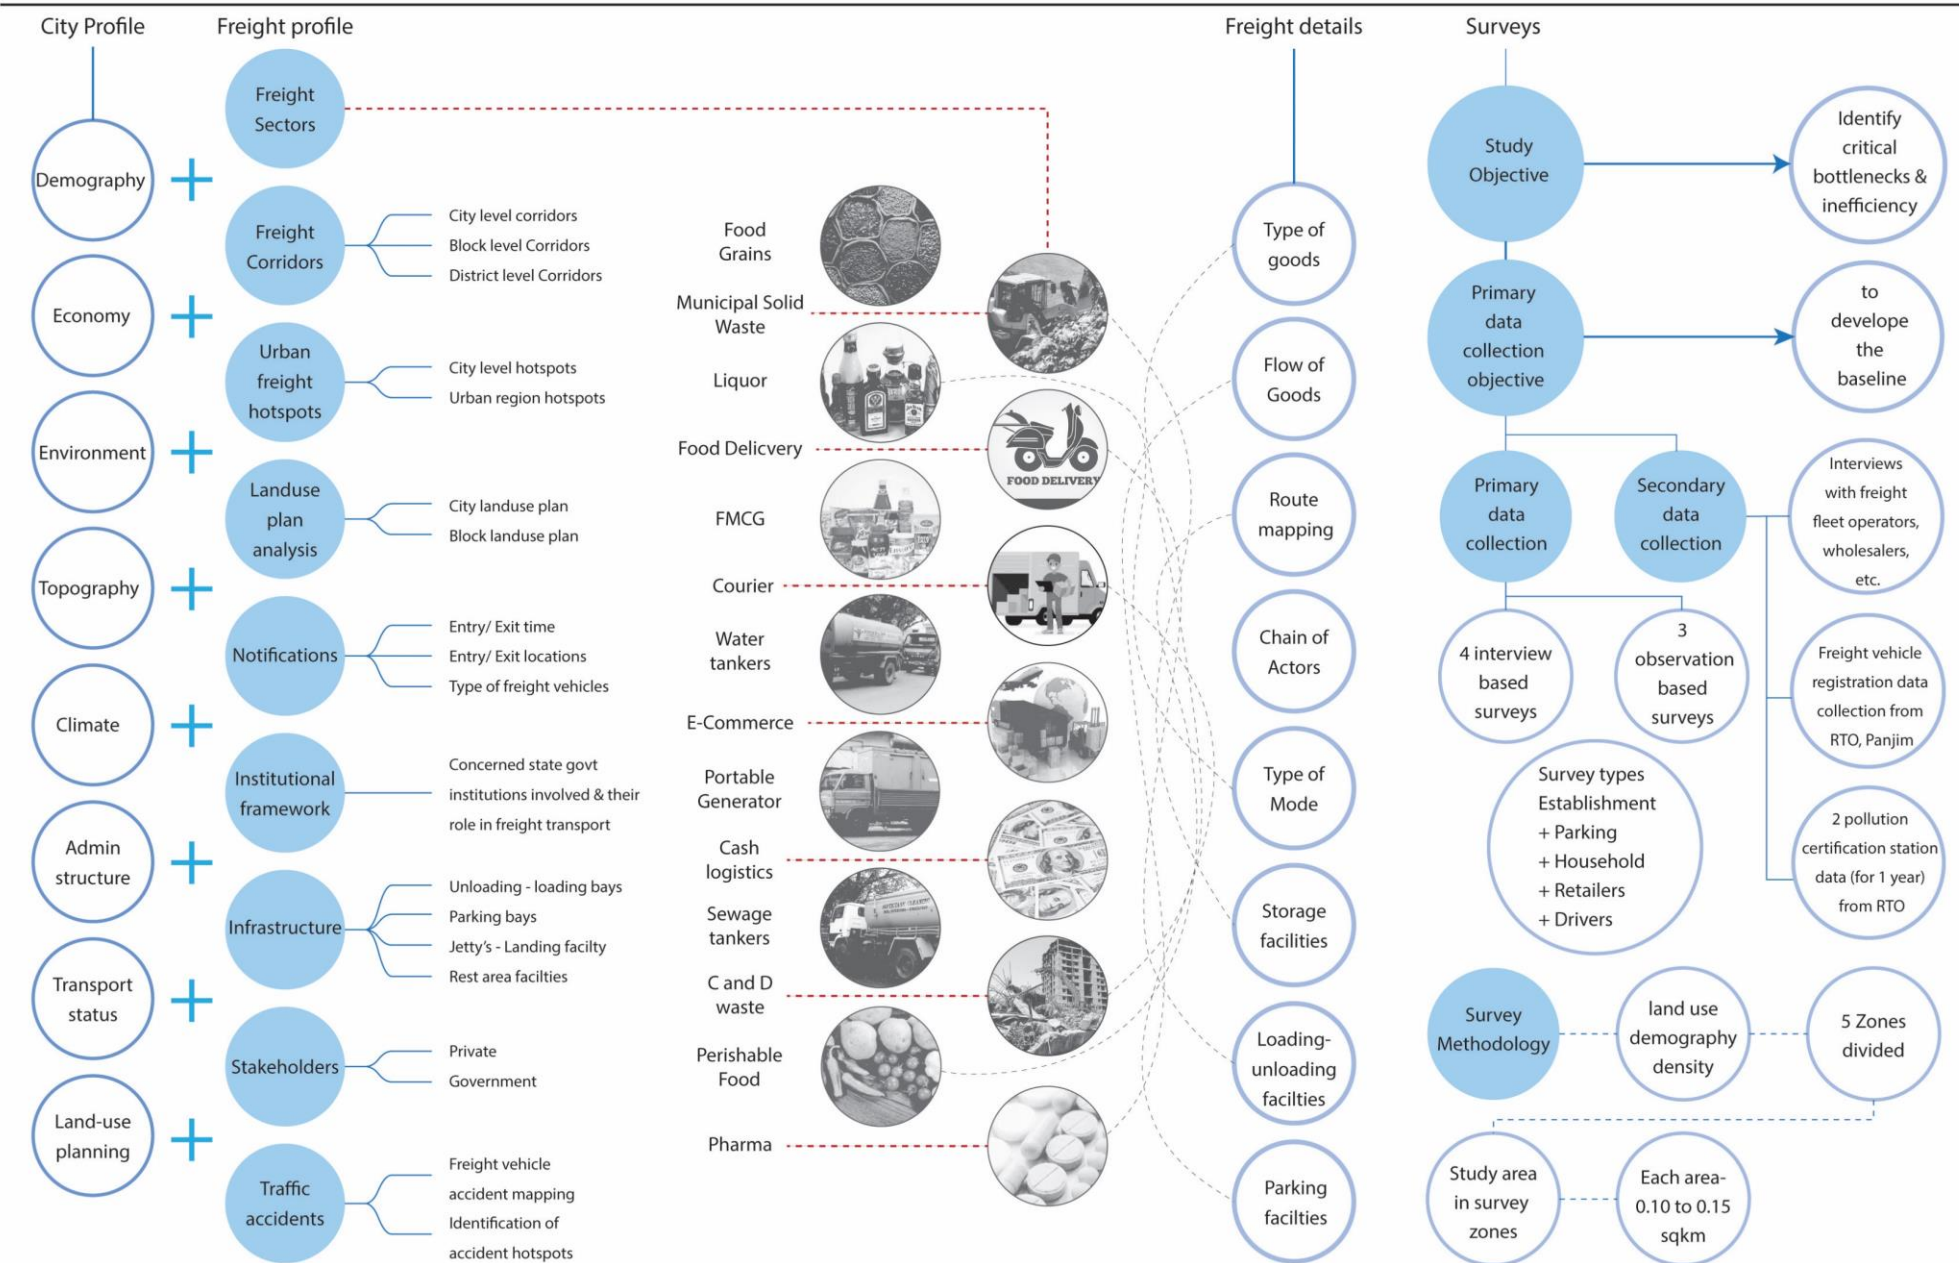 City Profile
Demography
Economy
Environment
Topography
Climate
Admin
structure
Transport
status
Land-use
planning
Freight profile
Freight
Sectors
Freight
Corridors
City level corridors
Block level Corridors
District level Corridors
Urban
freight
hotspots
City level hotspots
Urban region hotspots
Landuse
plan
analysis
City landuse plan
Block landuse plan
Notifications
Entry/ Exit time
Entry/ Exit locations
Type of freight vehicles
Institutional
framework
Concerned state govt
institutions involved & their
role in freight transport
Infrastructure
Unloading - loading bays
Parking bays
Jetty's - Landing facilty
Rest area facilties
Stakeholders
Private
Government
Traffic
accidents
Freight vehicle
accident mapping
Identification of
accident hotspots
Food
Grains
Municipal Solid
Waste
Liquor
Food Delicvery
FOOD DELIVERY
FMCG
Courier
Water
tankers
E-Commerce
Portable
Generator
Cash
logistics
Sewage
tankers
C and D
waste
Perishable
Food
Pharma
Freight details
Type of
goods
Flow of
Goods
Route
mapping
Chain of
Actors
Type of
Mode
Storage
facilities
Loading-
unloading
facilties
Parking
facilties
Surveys
Study
Objective
Identify
critical
bottlenecks &
inefficiency
Primary
data
collection
objective
to
develope
the
baseline
Primary
data
collection
Secondary
data
collection
Interviews
with freight
fleet operators,
wholesalers,
etc.
4 interview
based
surveys
3
observation
based
surveys
Freight vehicle
registration data
collection from
RTO, Panjim
Survey types
Establishment
+ Parking
+ Household
+ Retailers
+ Drivers
2 pollution
certification station
data (for 1 year)
from RTO
Survey
Methodology
land use
demography
density
5 Zones
divided
Study area
in survey
zones
Each area-
0.10 to 0.15
sqkm